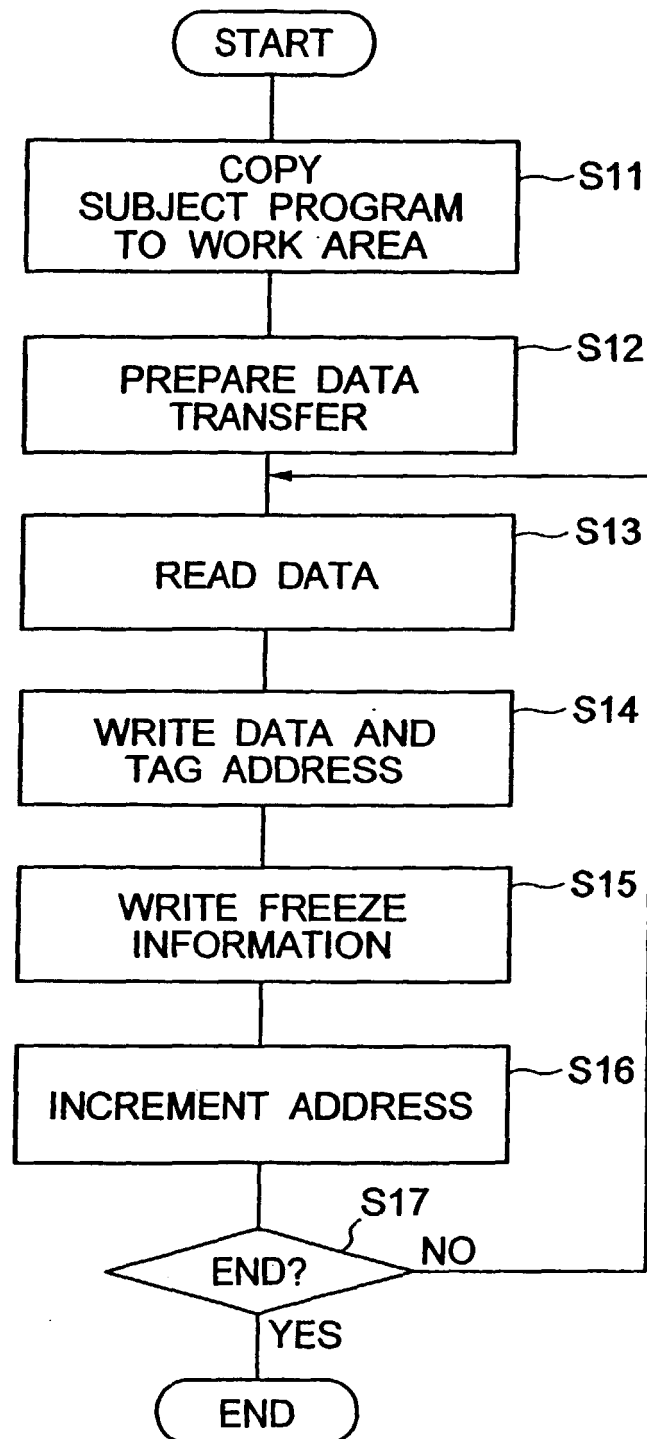 START
COPY
SUBJECT PROGRAM
TO WORK AREA
S11
PREPARE DATA
TRANSFER
S12
READ DATA
S13
WRITE DATA AND
TAG ADDRESS
S14
WRITE FREEZE
INFORMATION
S15
INCREMENT ADDRESS
S16
END?
S17
NO
YES
END